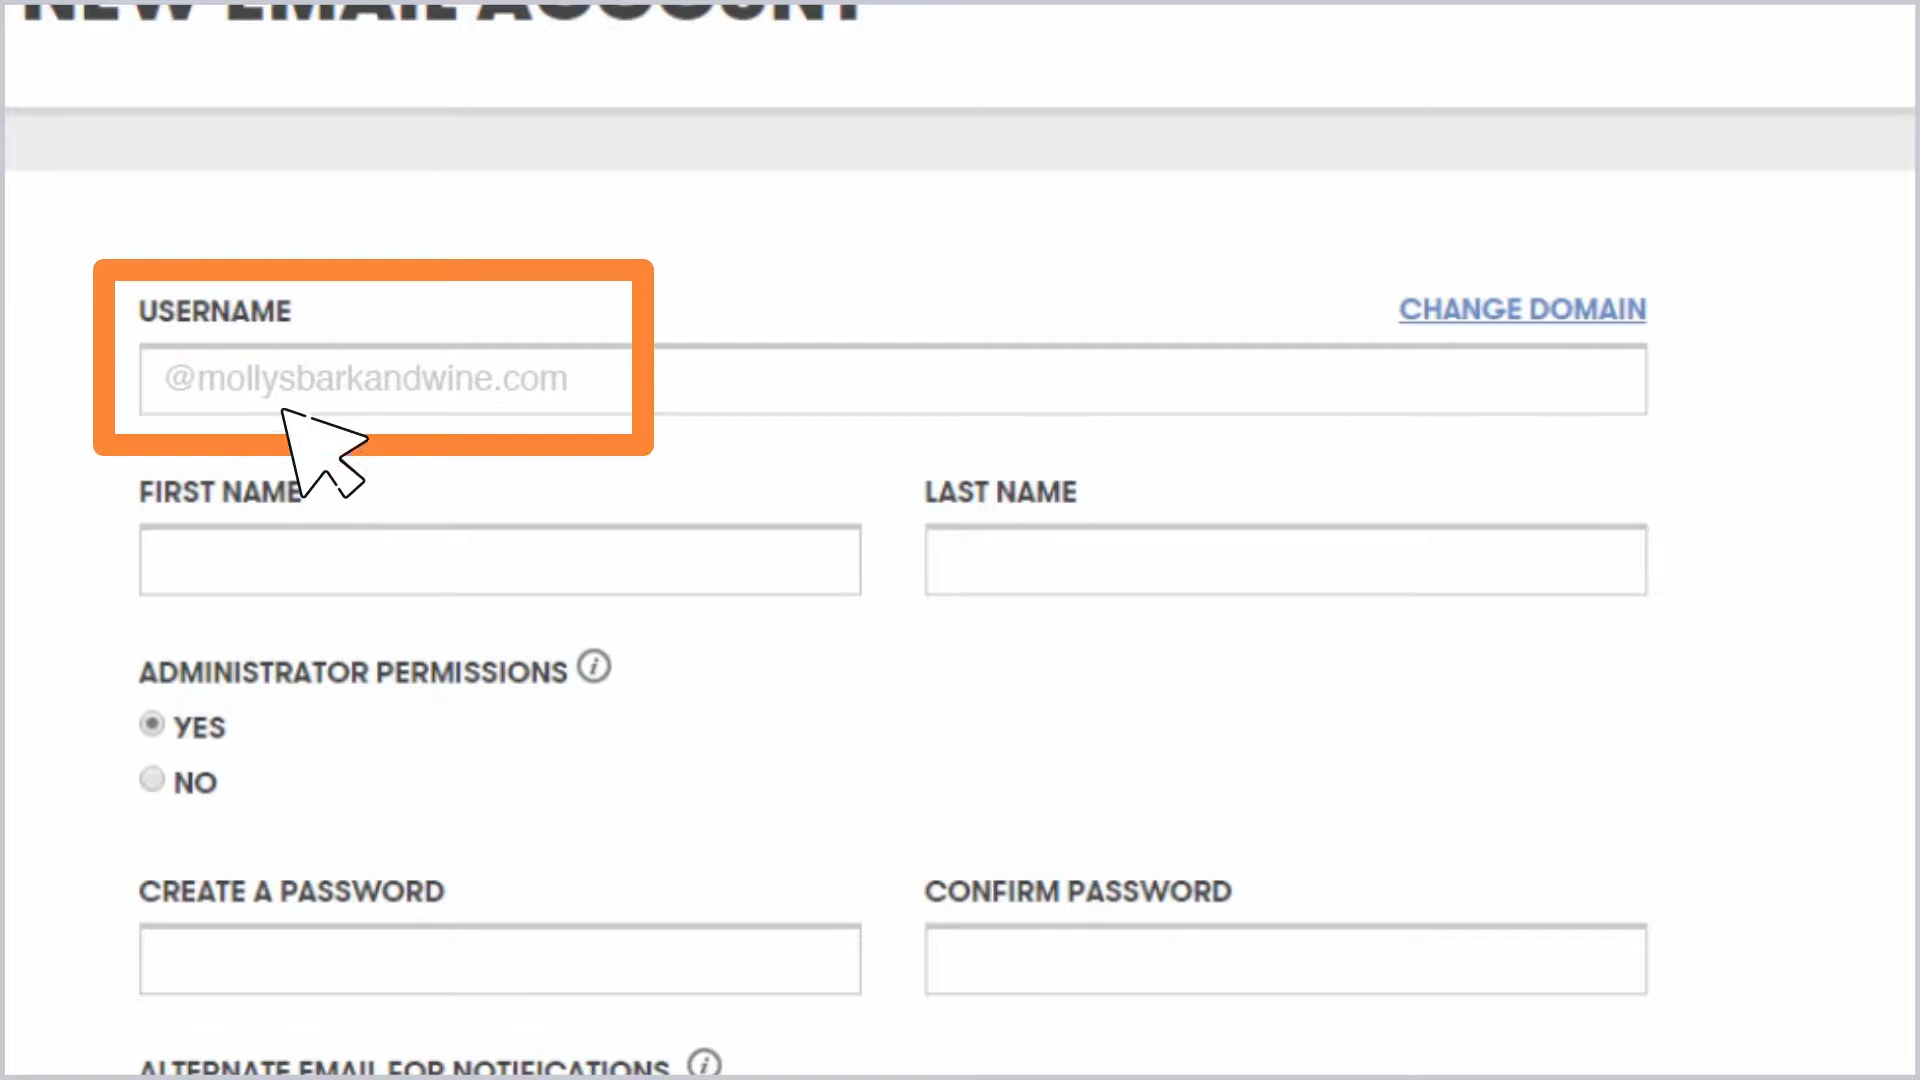 NEW EMAIL ACCOUNT
USERNAME
CHANGE DOMAIN
@mollysbarkandwine.com
FIRST NAME
LAST NAME
ADMINISTRATOR PERMISSIONS i
YES
NO
CREATE A PASSWORD
CONFIRM PASSWORD
ALTERNATE EMAIL FOR NOTIFICATIONS i